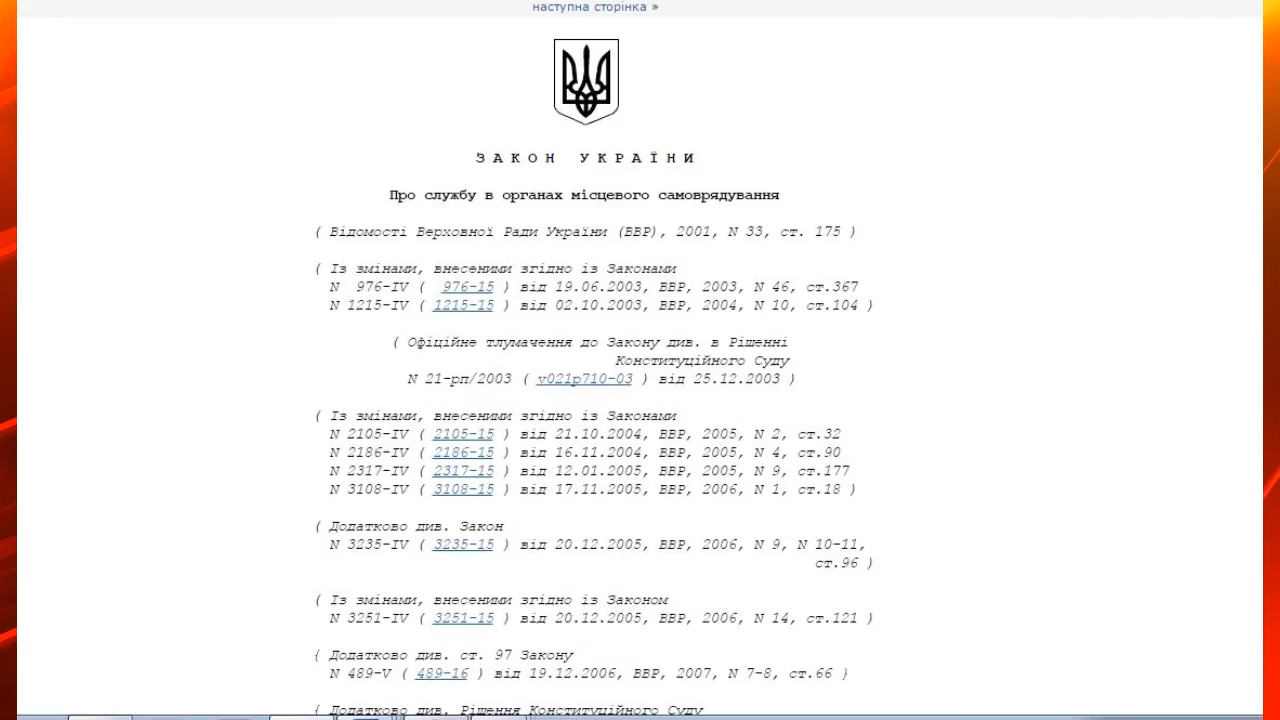 наступна сторінка »
З А К О Н У К Р А Ї Н И
Про службу в органах місцевого самоврядування
( Відомості Верховної Ради України (ВВР), 2001, N 33, ст. 175 )
( Із змінами, внесеними згідно із Законами
N 976-IV ( 976-15 ) від 19.06.2003, ВВР, 2003, N 46, ст.367
N 1215-IV ( 1215-15 ) від 02.10.2003, ВВР, 2004, N 10, ст.104 )
( Офіційне тлумачення до Закону див. в Рішенні
Конституційного Суду
N 21-рп/2003 ( v021p710-03 ) від 25.12.2003 )
( Із змінами, внесеними згідно із Законами
N 2105-IV ( 2105-15 ) від 21.10.2004, ВВР, 2005, N 2, ст.32
N 2186-IV ( 2186-15 ) від 16.11.2004, ВВР, 2005, N 4, ст.90
N 2317-IV ( 2317-15 ) від 12.01.2005, ВВР, 2005, N 9, ст.177
N 3108-IV ( 3108-15 ) від 17.11.2005, ВВР, 2006, N 1, ст.18 )
( Додатково див. Закон
N 3235-IV ( 3235-15 ) від 20.12.2005, ВВР, 2006, N 9, N 10-11,
ст.96 )
( Із змінами, внесеними згідно із Законом
N 3251-IV ( 3251-15 ) від 20.12.2005, ВВР, 2006, N 14, ст.121 )
{ Додатково див. ст. 97 Закону
N 489-V ( 489-16 ) від 19.12.2006, ВВР, 2007, N 7-8, ст.66 }
{ Додатково див. Рішення Конституційного Суду